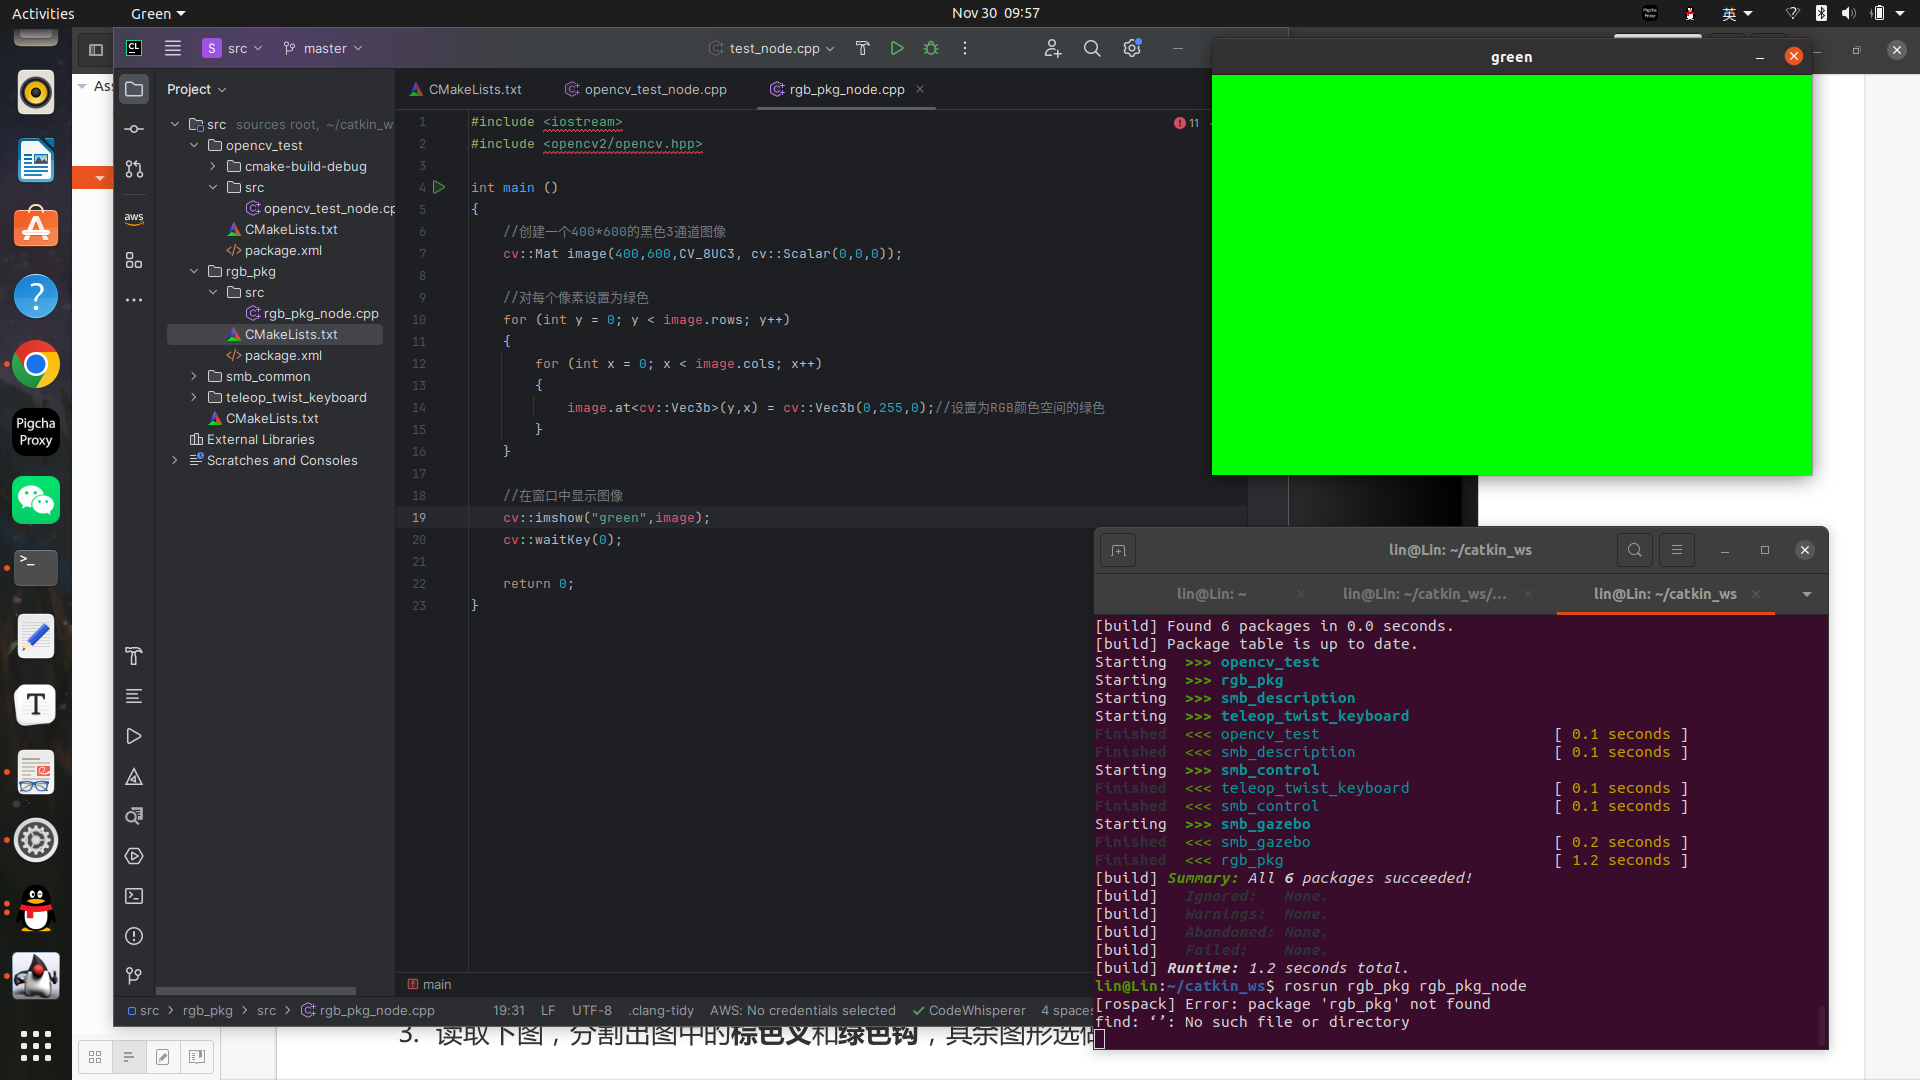 Activities
Green
Nov 30 09:57
Pigcha Proxy
英
CL
S
src
master
test_node.cpp
green
Ass
Project
CMakeLists.txt
opencv_test_node.cpp
rgb_pkg_node.cpp
src sources root, ~/catkin_w
opencv_test
cmake-build-debug
src
opencv_test_node.cp
CMakeLists.txt
package.xml
rgb_pkg
src
rgb_pkg_node.cpp
CMakeLists.txt
package.xml
smb_common
teleop_twist_keyboard
CMakeLists.txt
External Libraries
Scratches and Consoles
aws
Pigcha
Proxy
T
11
1 #include <iostream>
2 #include <opencv2/opencv.hpp>
3
4 int main ()
5 {
6 //创建一个400*600的黑色3通道图像
7 cv::Mat image(400,600,CV_8UC3, cv::Scalar(0,0,0));
8
9 //对每个像素设置为绿色
10 for (int y = 0; y < image.rows; y++)
11 {
12 for (int x = 0; x < image.cols; x++)
13 {
14 image.at<cv::Vec3b>(y,x) = cv::Vec3b(0,255,0);//设置为RGB颜色空间的绿色
15 }
16 }
17
18 //在窗口中显示图像
19 cv::imshow("green",image);
20 cv::waitKey(0);
21
22 return 0;
23 }
main
src > rgb_pkg > src > rgb_pkg_node.cpp
19:31 LF UTF-8 .clang-tidy AWS: No credentials selected CodeWhisperer 4 spaces
lin@Lin: ~/catkin_ws
lin@Lin: ~
lin@Lin: ~/catkin_ws/...
lin@Lin: ~/catkin_ws
[build] Found 6 packages in 0.0 seconds.
[build] Package table is up to date.
Starting >>> opencv_test
Starting >>> rgb_pkg
Starting >>> smb_description
Starting >>> teleop_twist_keyboard
Finished <<< opencv_test [ 0.1 seconds ]
Finished <<< smb_description [ 0.1 seconds ]
Starting >>> smb_control
Finished <<< teleop_twist_keyboard [ 0.1 seconds ]
Finished <<< smb_control [ 0.1 seconds ]
Starting >>> smb_gazebo
Finished <<< smb_gazebo [ 0.2 seconds ]
Finished <<< rgb_pkg [ 1.2 seconds ]
[build] Summary: All 6 packages succeeded!
[build] Ignored: None.
[build] Warnings: None.
[build] Abandoned: None.
[build] Failed: None.
[build] Runtime: 1.2 seconds total.
lin@Lin:~/catkin_ws$ rosrun rgb_pkg rgb_pkg_node
[rospack] Error: package 'rgb_pkg' not found
find: ‘’: No such file or directory
3. 读取下图，分割出图中的棕色叉和绿色钩，其余图形选做